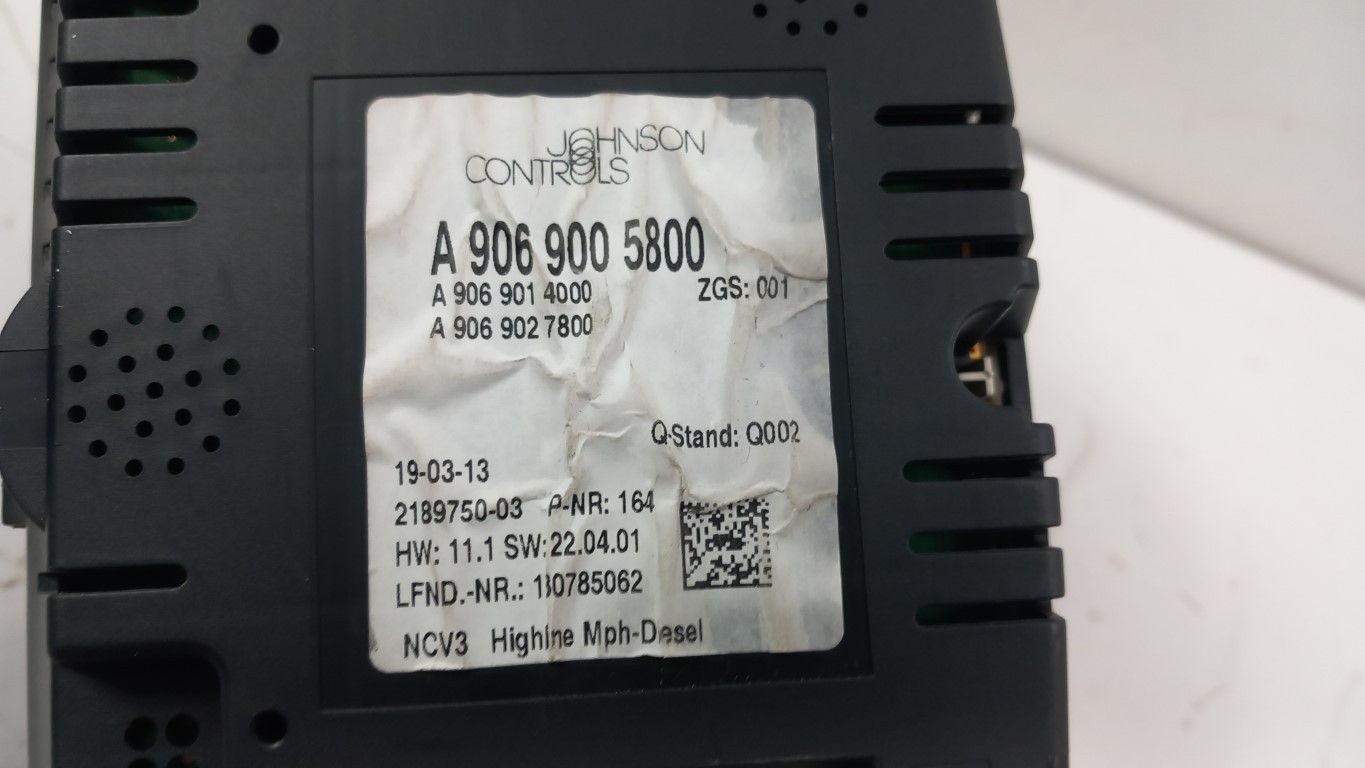 JOHNSON
CONTROLS
A 906 900 5800
A 906 901 4000 ZGS: 001
A 906 902 7800
Q-Stand: Q002
19-03-13
2189750-03 P-NR: 164
HW: 11.1 SW:22.04.01
LFND.-NR.: 130785062
NCV3 Highline Mph-Diesel